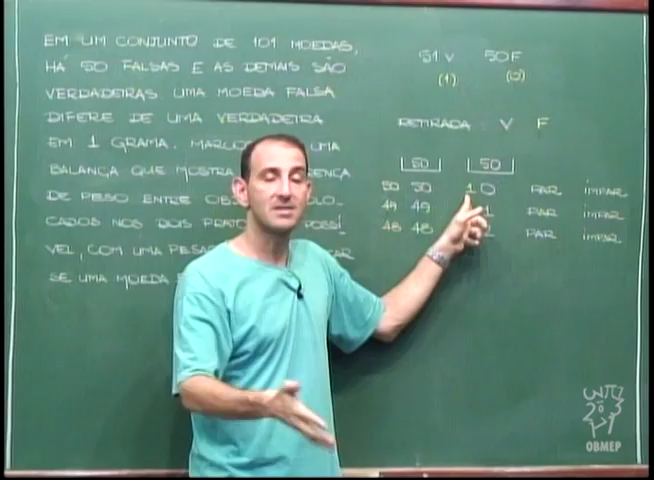 EM UM CONJUNTO DE 101 MOEDAS,
HÁ 50 FALSAS E AS DEMAIS SÃO
VERDADEIRAS UMA MOEDA FALSA
DIFERE DE UMA VERDADEIRA
EM 1 GRAMA. UMA
BALANÇA QUE MOSTRA
DE PESO ENTRE
CADOS NOS DOIS POSSÍ_
VEL, COM UMA
SE UMA MOEDA
51 V 50 F
(1) (0)
RETIRADA V F
50 50
50 50 1 0 PAR ÍMPAR
49 49 1 PAR ÍMPAR
48 48 PAR ÍMPAR
OBMEP